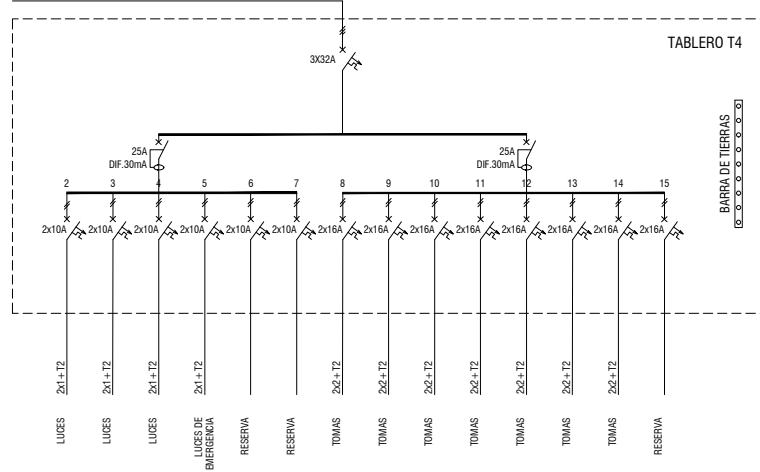 TABLERO T4
3X32A
BARRA DE TIERRAS
25A
DIF.30mA
25A
DIF.30mA
2 3 4 5 6 7 8 9 10 11 12 13 14 15
2x10A 2x10A 2x10A 2x10A 2x10A 2x10A 2x16A 2x16A 2x16A 2x16A 2x16A 2x16A 2x16A 2x16A
2x1+T2 2x1+T2 2x1+T2 2x1+T2 2x2+T2 2x2+T2 2x2+T2 2x2+T2 2x2+T2 2x2+T2 2x2+T2
LUCES
LUCES
LUCES
LUCES DE
EMERGENCIA
RESERVA
RESERVA
TOMAS
TOMAS
TOMAS
TOMAS
TOMAS
TOMAS
TOMAS
RESERVA